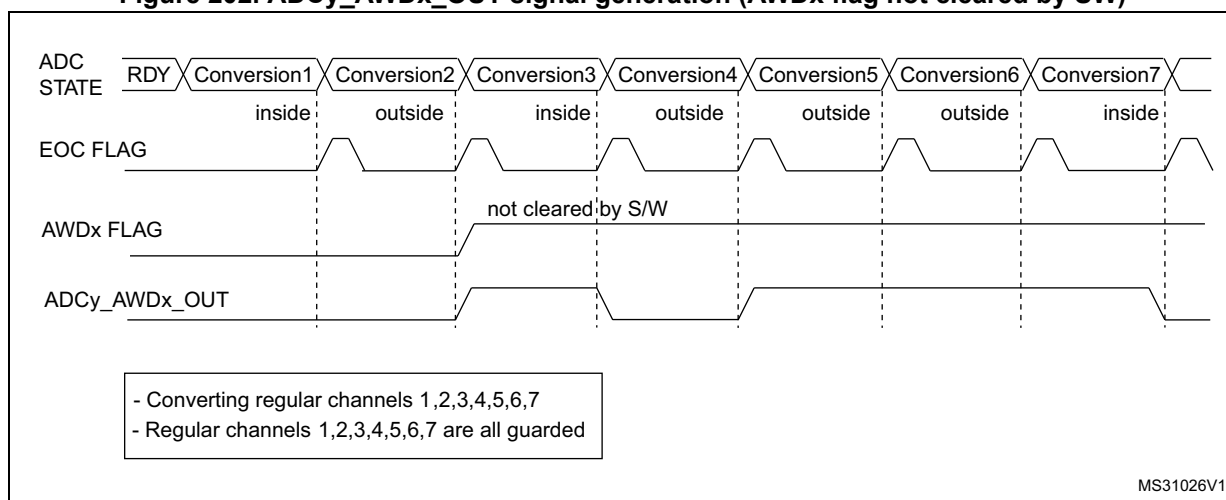 Figure 202. ADCy_AWDx_OUT signal generation (AWDx flag not cleared by SW)
ADC
STATE
RDY Conversion1 Conversion2 Conversion3 Conversion4 Conversion5 Conversion6 Conversion7
inside outside inside outside outside outside inside
EOC FLAG
not cleared by S/W
AWDx FLAG
ADCy_AWDx_OUT
- Converting regular channels 1,2,3,4,5,6,7
- Regular channels 1,2,3,4,5,6,7 are all guarded
MS31026V1